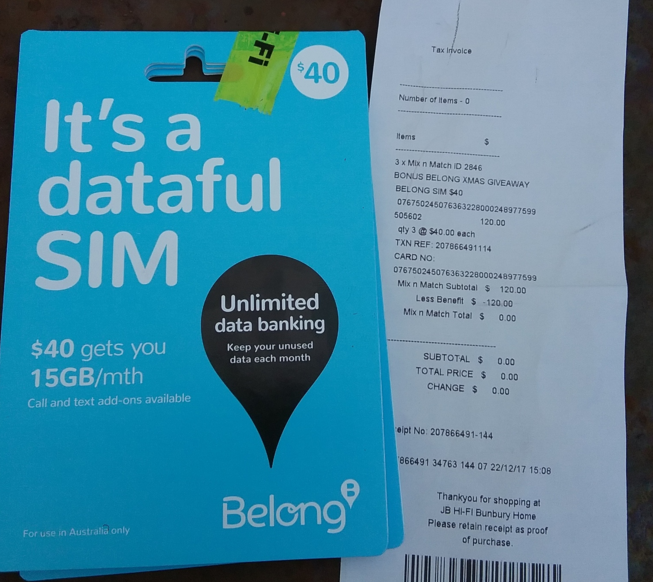 -Fi
$40
It's a
dataful
SIM
Unlimited
data banking
Keep your unused
data each month
$40 gets you
15GB/mth
Call and text add-ons available
Belong
B
For use in Australia only
Tax Invoice
Number of Items - 0
Items $
3 x Mix n Match ID 2846
BONUS BELONG XMAS GIVEAWAY
BELONG SIM $40
0767502450763632280002489775​99
505602 120.00
qty 3 @ $40.00 each
TXN REF: 207866491114
CARD NO:
076750245076363228000248977599
Mix n Match Subtotal $ 120.00
Less Benefit $ -120.00
Mix n Match Total $ 0.00
SUBTOTAL $ 0.00
TOTAL PRICE $ 0.00
CHANGE $ 0.00
eipt No: 207866491-144
866491 34763 144 07 22/12/17 15:08
Thankyou for shopping at
JB HI-FI Bunbury Home
Please retain receipt as proof
of purchase.